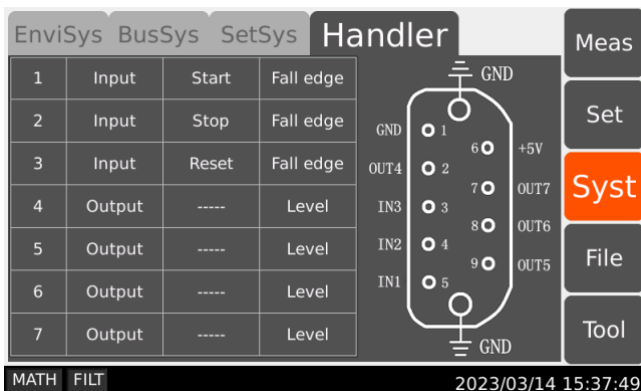 EnviSys BusSys SetSys Handler
Meas
Set
Syst
File
Tool
1 Input Start Fall edge
2 Input Stop Fall edge
3 Input Reset Fall edge
4 Output ----- Level
5 Output ----- Level
6 Output ----- Level
7 Output ----- Level
GND
GND 1
6 +5V
OUT4 2
7 OUT7
IN3 3
8 OUT6
IN2 4
9 OUT5
IN1 5
GND
MATH FILT 2023/03/14 15:37:49